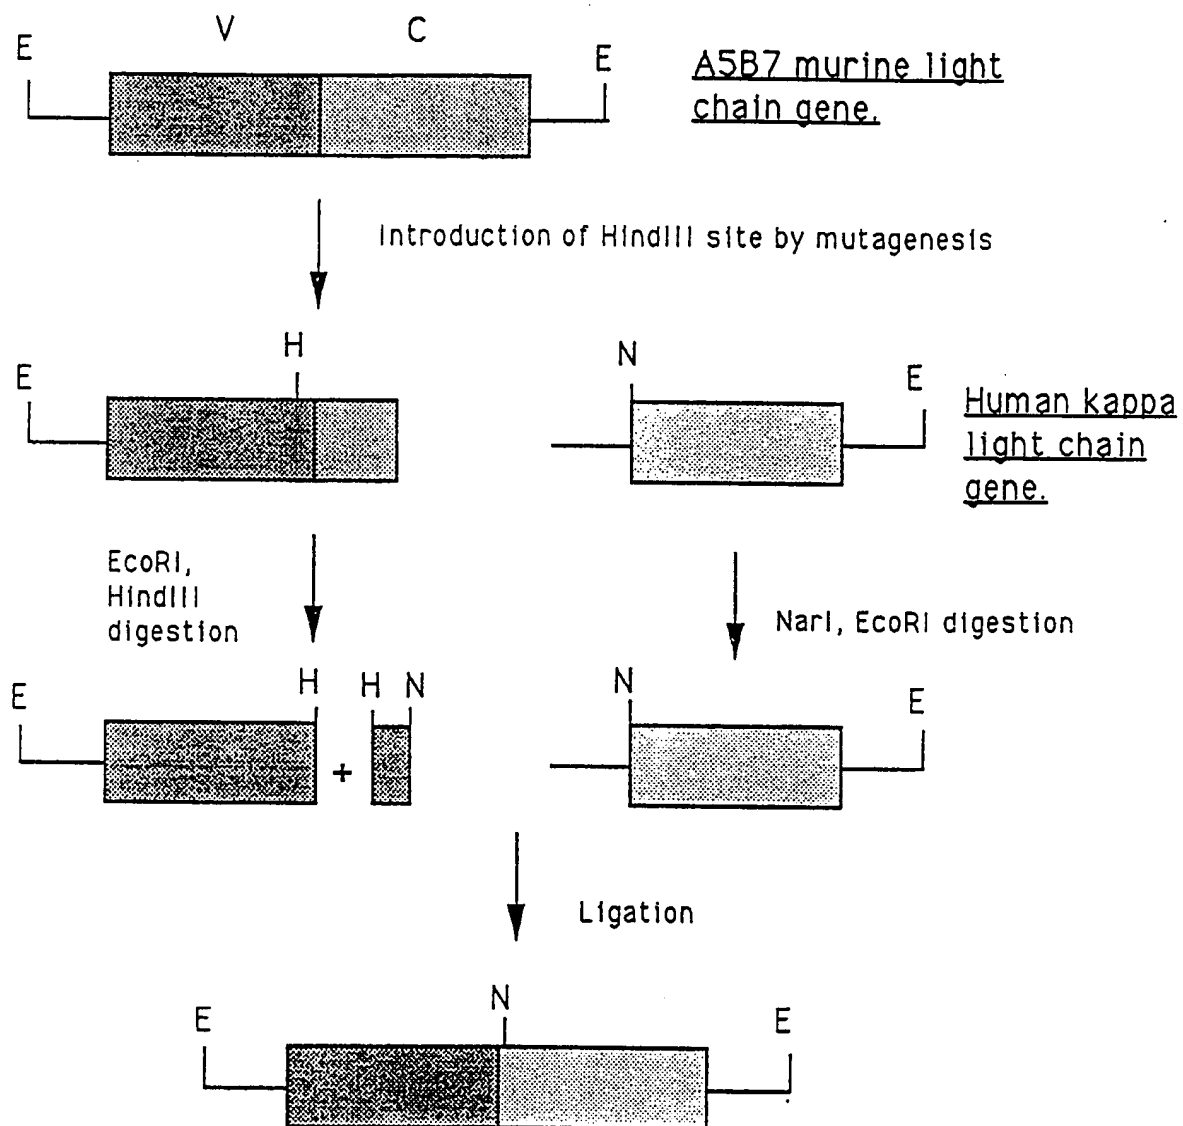 V C
E E
A5B7 murine light
chain gene.
Introduction of HindIII site by mutagenesis
H
E
N
E
Human kappa
light chain
gene.
EcoRI,
HindIII
digestion
NarI, EcoRI digestion
E H + H N
N E
Ligation
E N E